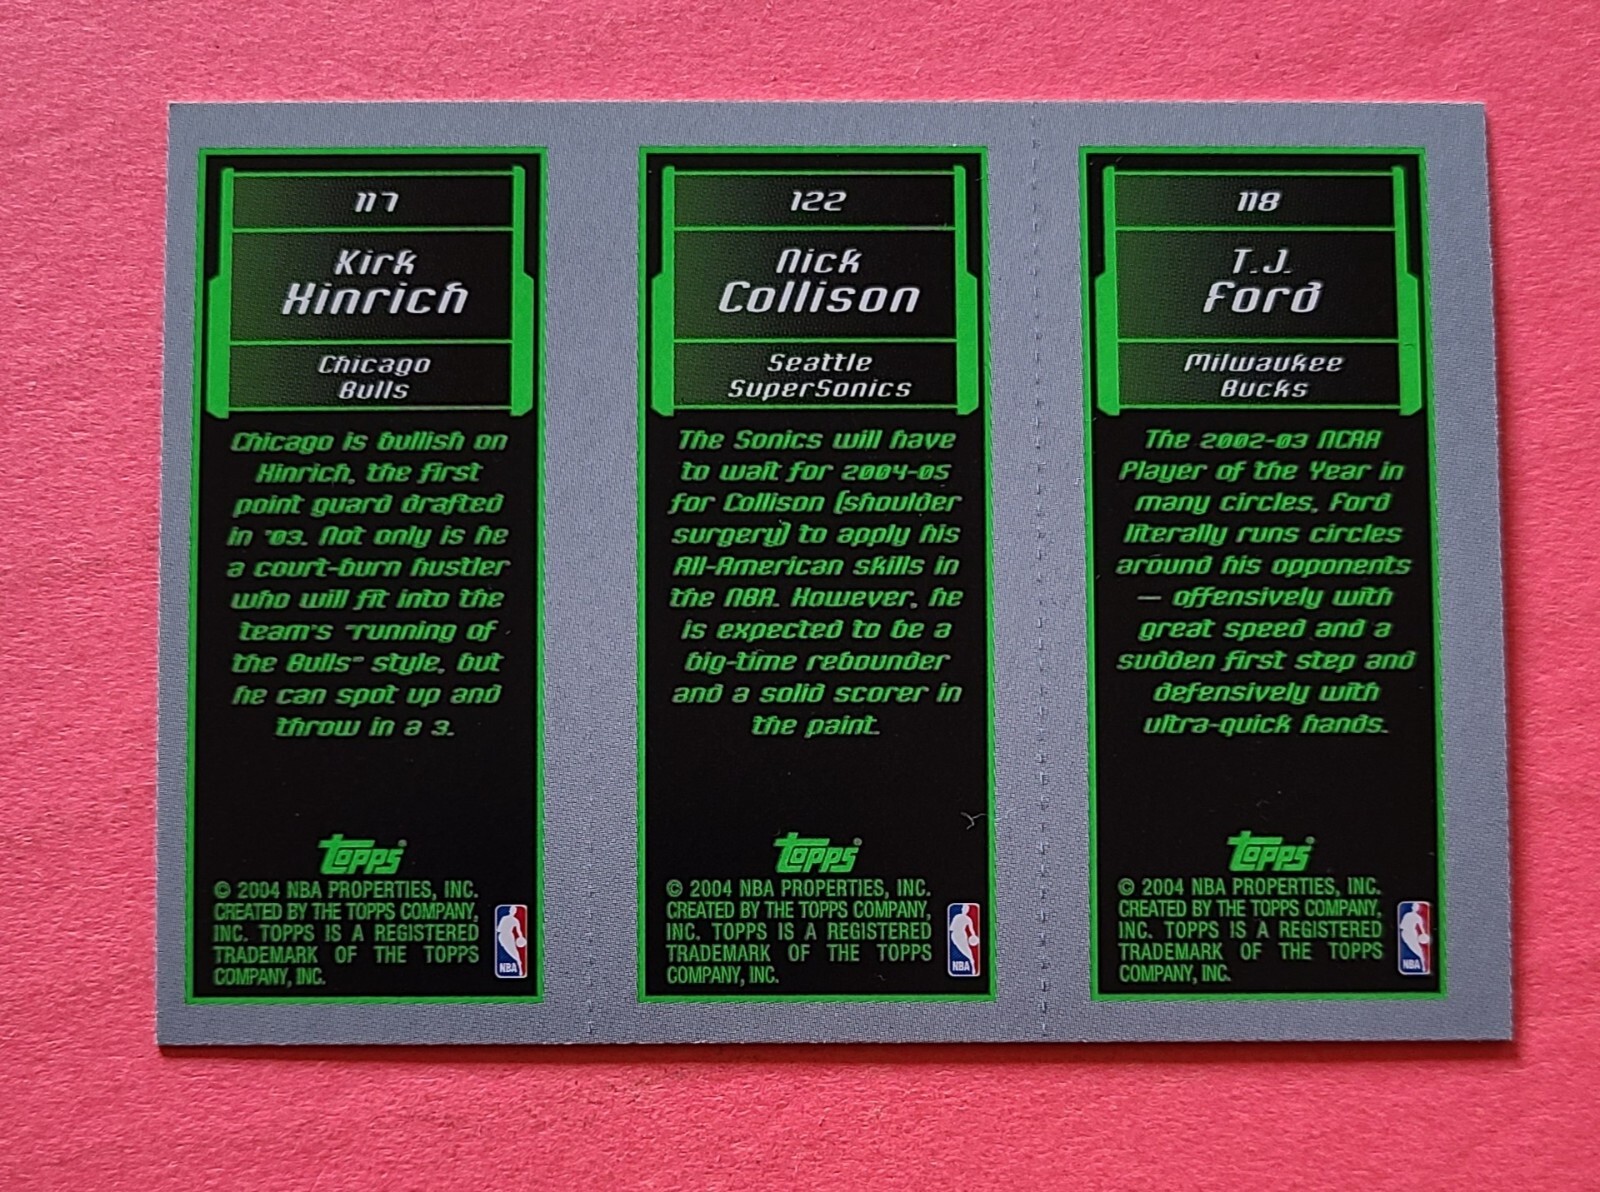 117
Kirk
Hinrich
Chicago
Bulls
Chicago is bullish on
Hinrich, the first
point guard drafted
in '03. Not only is he
a court-burn hustler
who will fit into the
team's "running of
the Bulls" style, but
he can spot up and
throw in a 3.
Topps®
© 2004 NBA PROPERTIES, INC.
CREATED BY THE TOPPS COMPANY,
INC. TOPPS IS A REGISTERED
TRADEMARK OF THE TOPPS
COMPANY, INC.
NBA
122
Nick
Collison
Seattle
SuperSonics
The Sonics will have
to wait for 2004-05
for Collison (shoulder
surgery) to apply his
All-American skills in
the NBA. However, he
is expected to be a
big-time rebounder
and a solid scorer in
the paint.
Topps®
© 2004 NBA PROPERTIES, INC.
CREATED BY THE TOPPS COMPANY,
INC. TOPPS IS A REGISTERED
TRADEMARK OF THE TOPPS
COMPANY, INC.
NBA
118
T.J.
Ford
Milwaukee
Bucks
The 2002-03 NCAA
Player of the Year in
many circles, Ford
literally runs circles
around his opponents
— offensively with
great speed and a
sudden first step and
defensively with
ultra-quick hands.
Topps®
© 2004 NBA PROPERTIES, INC.
CREATED BY THE TOPPS COMPANY,
INC. TOPPS IS A REGISTERED
TRADEMARK OF THE TOPPS
COMPANY, INC.
NBA